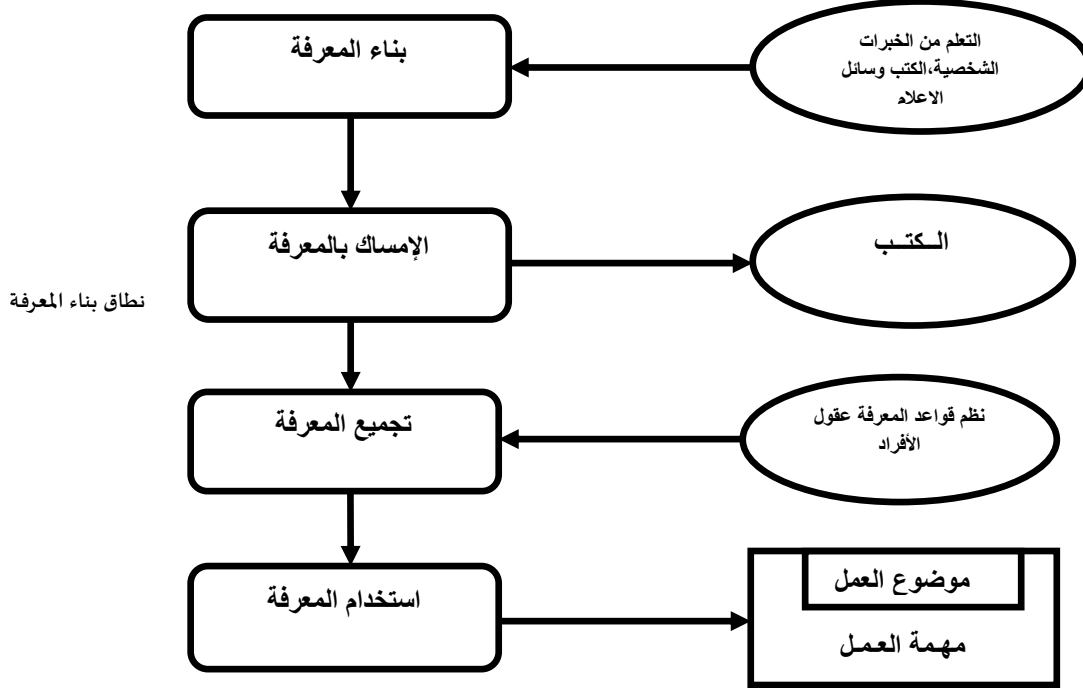 بناء المعرفة
التعلم من الخبرات
الشخصية،الكتب وسائل
الاعلام
الإمساك بالمعرفة
الـكتــب
نطاق بناء المعرفة
تجميع المعرفة
نظم قواعد المعرفة عقول
الأفراد
استخدام المعرفة
موضوع العمل
مهمة العمل